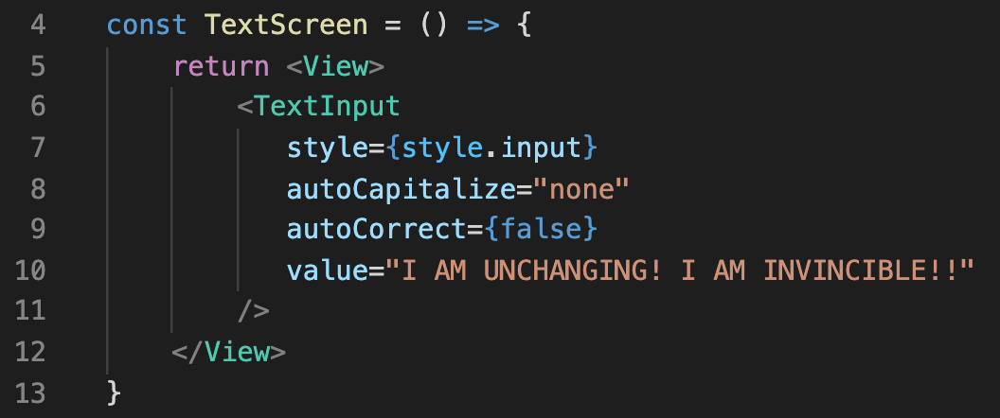 4 const TextScreen = () => {
5 return <View>
6 <TextInput
7 style={style.input}
8 autoCapitalize="none"
9 autoCorrect={false}
10 value="I AM UNCHANGING! I AM INVINCIBLE!!"
11 />
12 </View>
13 }